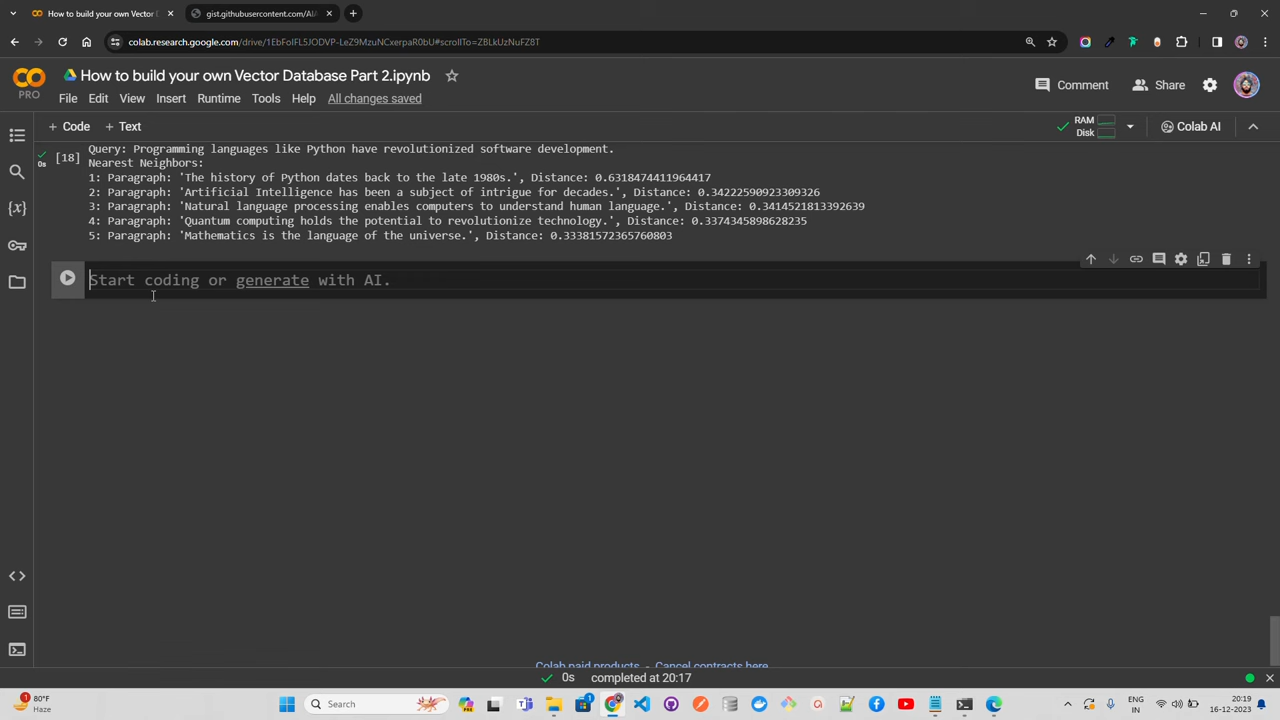 How to build your own Vector D
gist.githubusercontent.com/AIA
colab.research.google.com/drive/1EbFoIFL5JODVP-LeZ9MzuNCxerpaR0bU#scrollTo=ZBLkUzNuFZ8T
How to build your own Vector Database Part 2.ipynb
Comment
Share
PRO
File Edit View Insert Runtime Tools Help All changes saved
+ Code + Text
RAM
Disk
Colab AI
Query: Programming languages like Python have revolutionized software development.
0s
[18]
Nearest Neighbors:
1: Paragraph: 'The history of Python dates back to the late 1980s.', Distance: 0.6318474411964417
2: Paragraph: 'Artificial Intelligence has been a subject of intrigue for decades.', Distance: 0.34222590923309326
3: Paragraph: 'Natural language processing enables computers to understand human language.', Distance: 0.3414521813392639
4: Paragraph: 'Quantum computing holds the potential to revolutionize technology.', Distance: 0.3374345898628235
5: Paragraph: 'Mathematics is the language of the universe.', Distance: 0.33381572365760803
Start coding or generate with AI.
Colab paid products - Cancel contracts here
0s completed at 20:17
1
80°F
Haze
Search
1
ENG
IN
20:19
16-12-2023